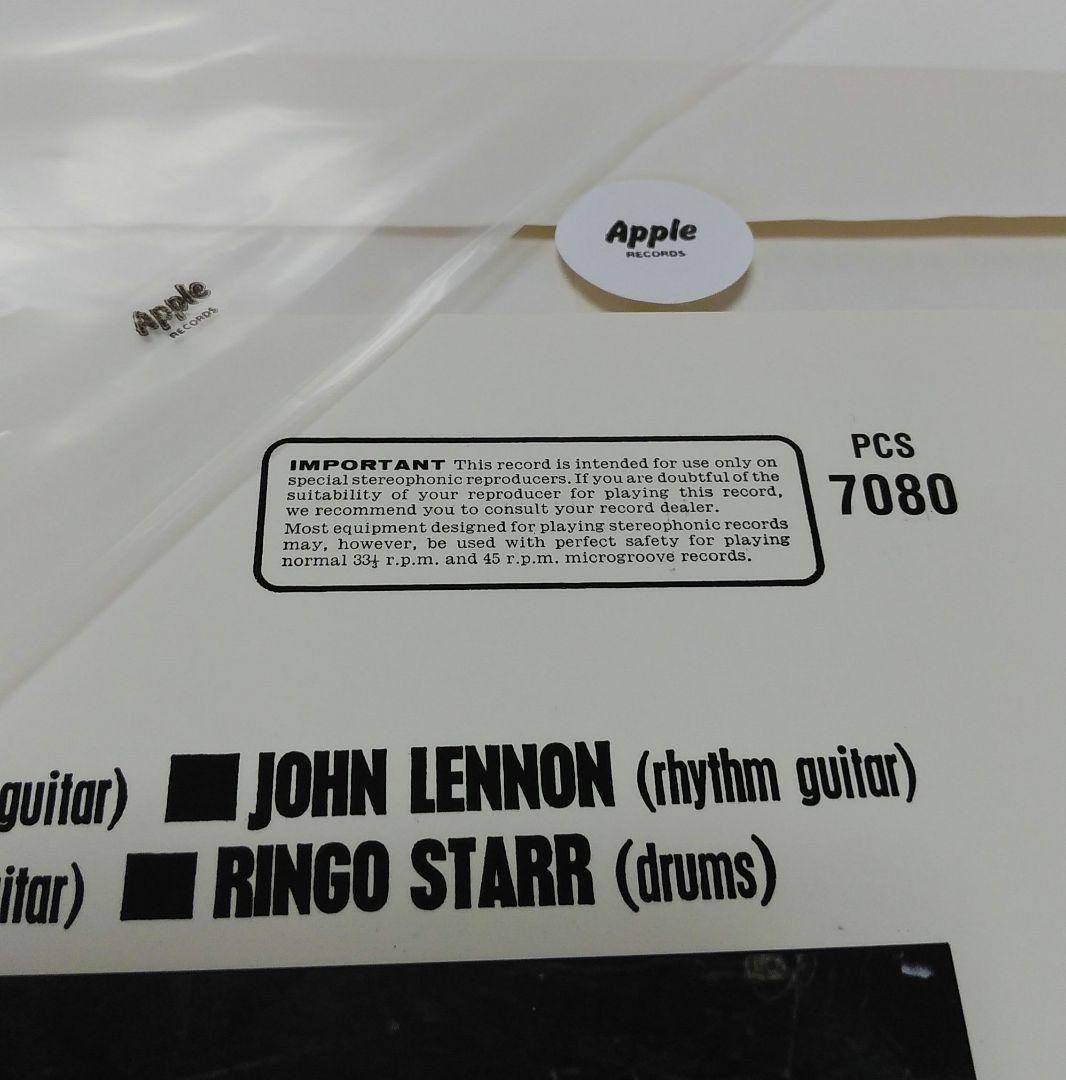 Apple
RECORDS
Apple
RECORDS
PCS
7080
IMPORTANT This record is intended for use only on
special stereophonic reproducers. If you are doubtful of the
suitability of your reproducer for playing this record,
we recommend you to consult your record dealer.
Most equipment designed for playing stereophonic records
may, however, be used with perfect safety for playing
normal 33⅓ r.p.m. and 45 r.p.m. microgroove records.
guitar) ■ JOHN LENNON (rhythm guitar)
itar) ■ RINGO STARR (drums)